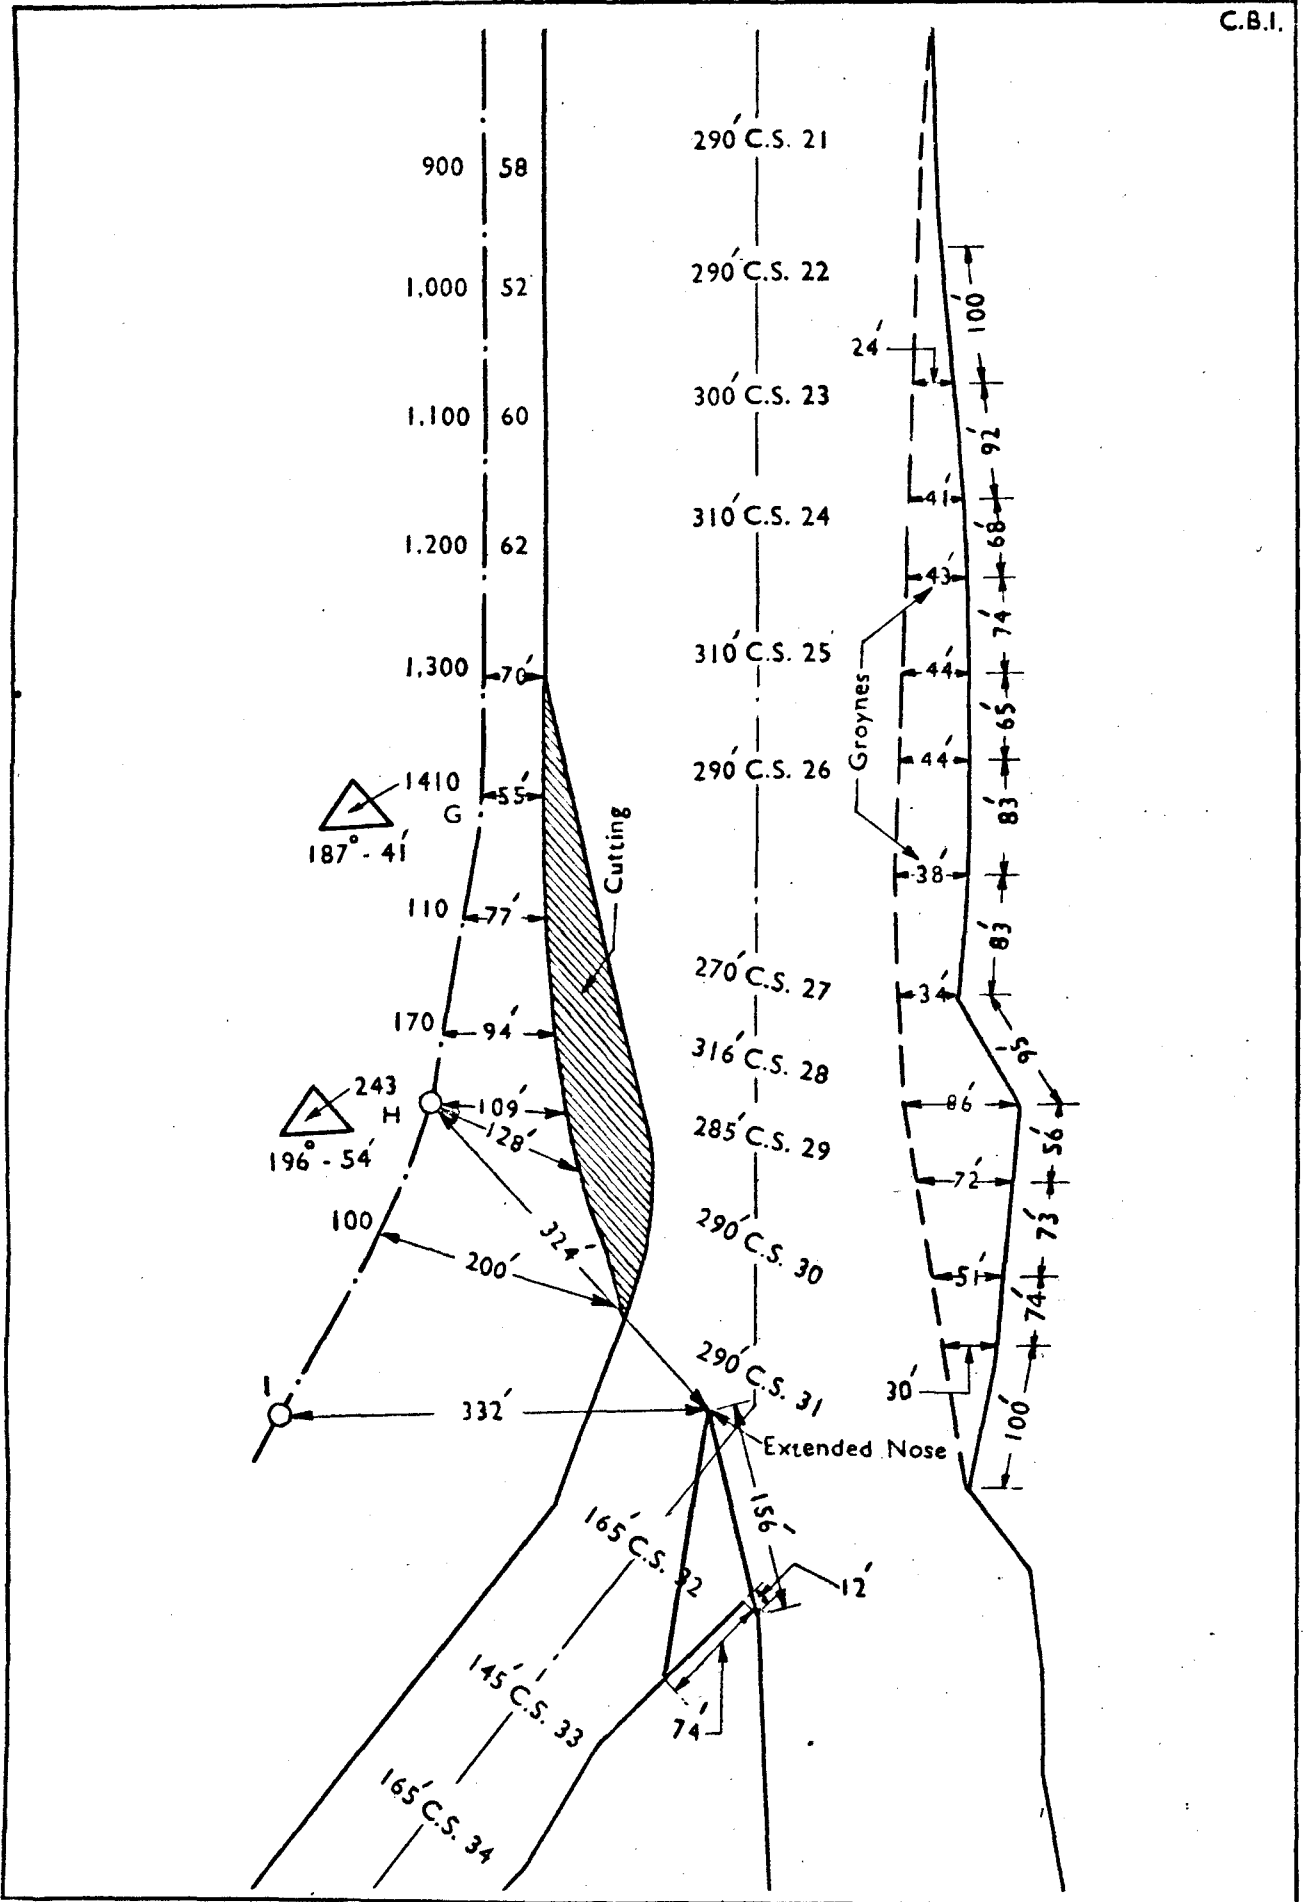 C.B.I.
290' C.S. 21
900 58
290' C.S. 22
1,000 52
100'
24'
300' C.S. 23
1,100 60
92'
41'
310' C.S. 24
68'
1,200 62
43'
74'
310' C.S. 25
1,300 70'
44'
65'
Groynes
44'
290' C.S. 26
1410
G
55'
187° - 41'
83'
Cutting
38'
110 77'
83'
270' C.S. 27
34'
170 94'
316' C.S. 28
95'
243
H
109'
86'
128'
285' C.S. 29
56'
196° - 54'
72'
100
324'
290' C.S. 30
73'
200'
51'
74'
290' C.S. 31
30'
I
332'
100'
Extended Nose
156'
165' C.S. 32
12'
145' C.S. 33
74'
165' C.S. 34